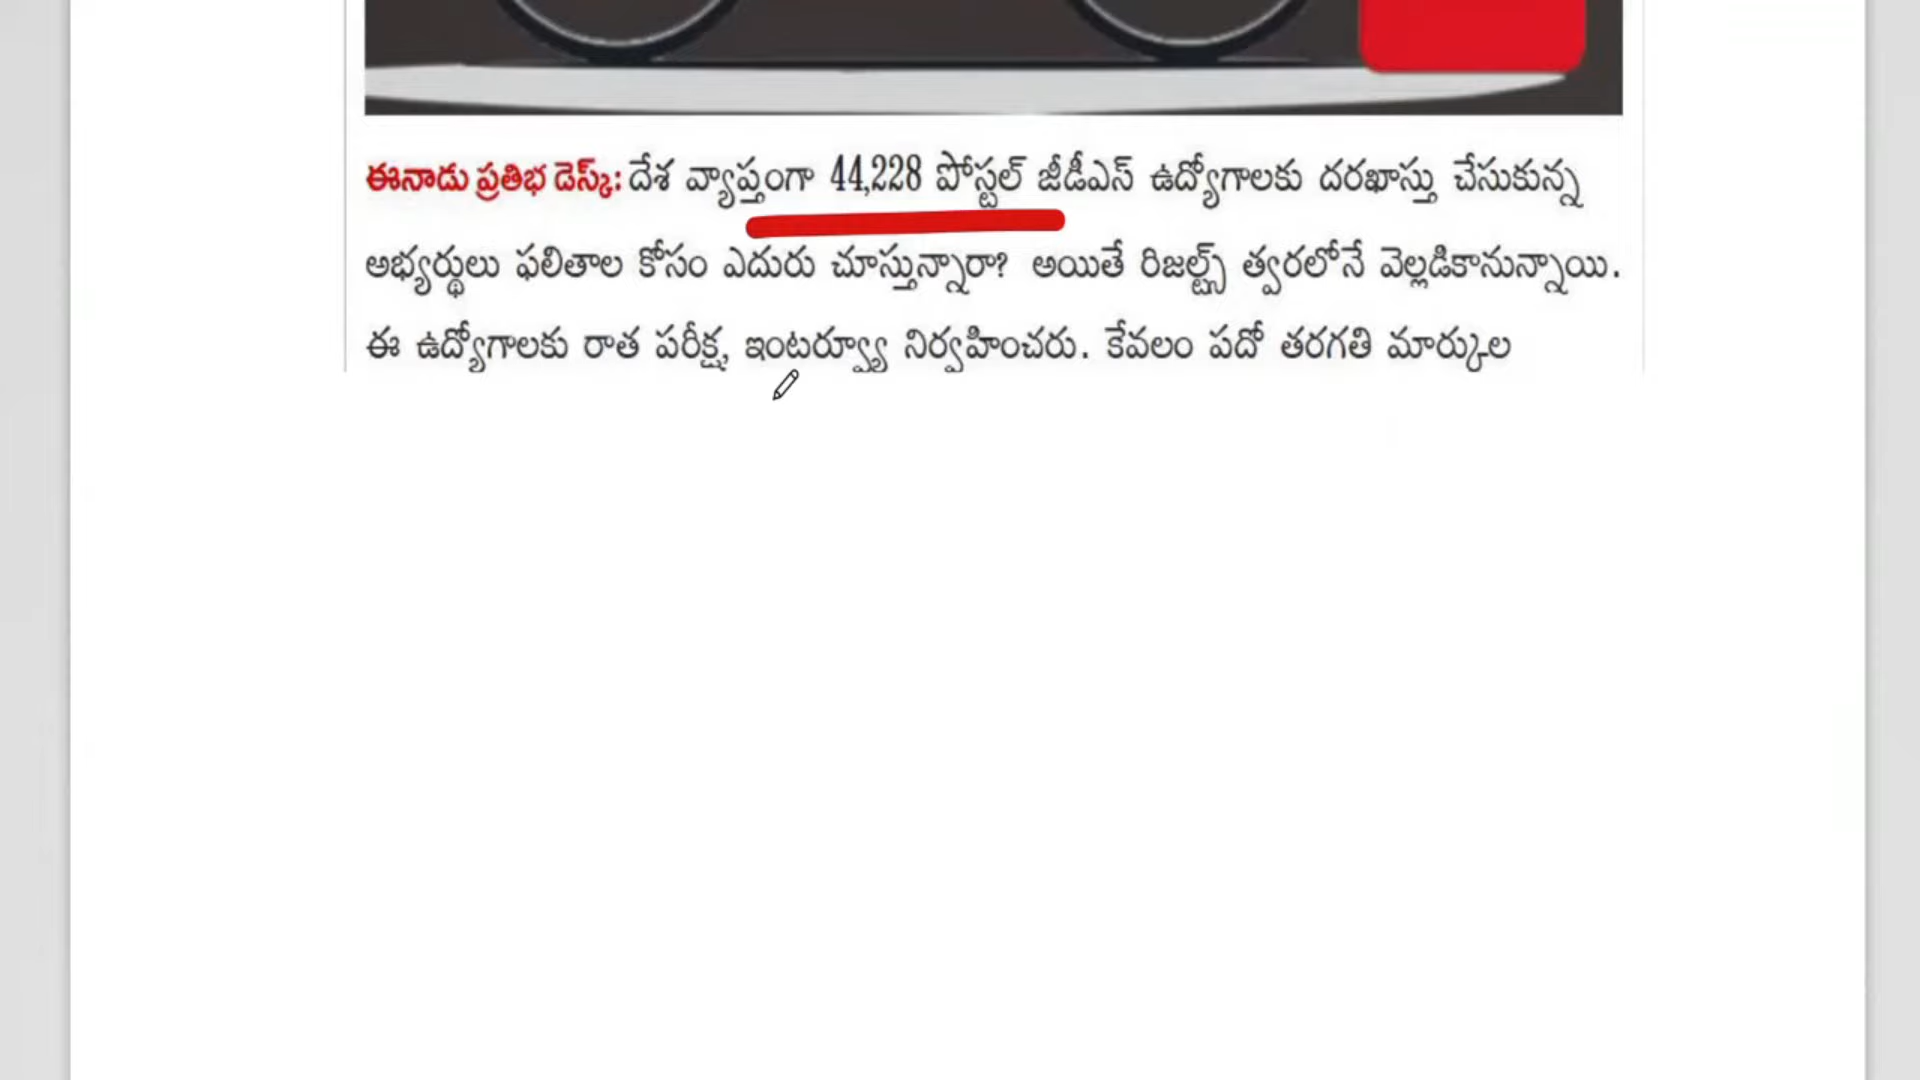 ఈనాడు ప్రతిభ డెస్క్: దేశ వ్యాప్తంగా 44,228 పోస్టల్ జీడీఎస్ ఉద్యోగాలకు దరఖాస్తు చేసుకున్న
అభ్యర్థులు ఫలితాల కోసం ఎదురు చూస్తున్నారా? అయితే రిజల్ట్స్ త్వరలోనే వెల్లడికానున్నాయి.
ఈ ఉద్యోగాలకు రాత పరీక్ష, ఇంటర్వ్యూ నిర్వహించరు. కేవలం పదో తరగతి మార్కుల